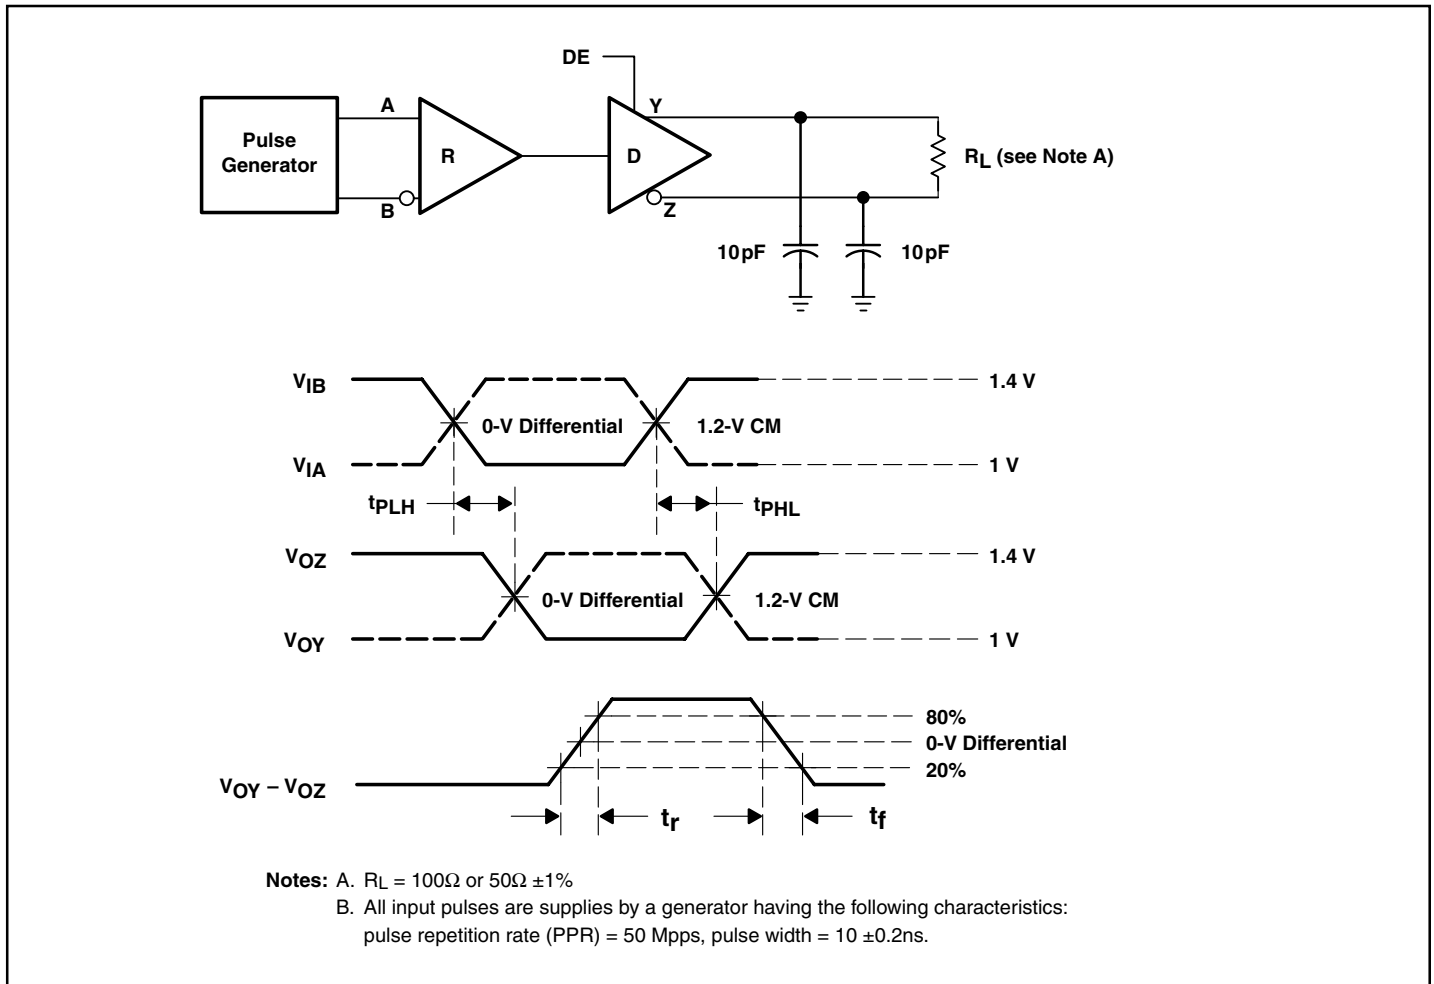 DE
A
Y
Pulse
Generator
R
D
RL (see Note A)
B
Z
10pF
10pF
VIB
1.4 V
0-V Differential
1.2-V CM
VIA
1 V
tPLH
tPHL
VOZ
1.4 V
0-V Differential
1.2-V CM
VOY
1 V
80%
0-V Differential
20%
VOY – VOZ
tr
tf
Notes: A. RL = 100Ω or 50Ω ±1%
B. All input pulses are supplies by a generator having the following characteristics:
pulse repetition rate (PPR) = 50 Mpps, pulse width = 10 ±0.2ns.